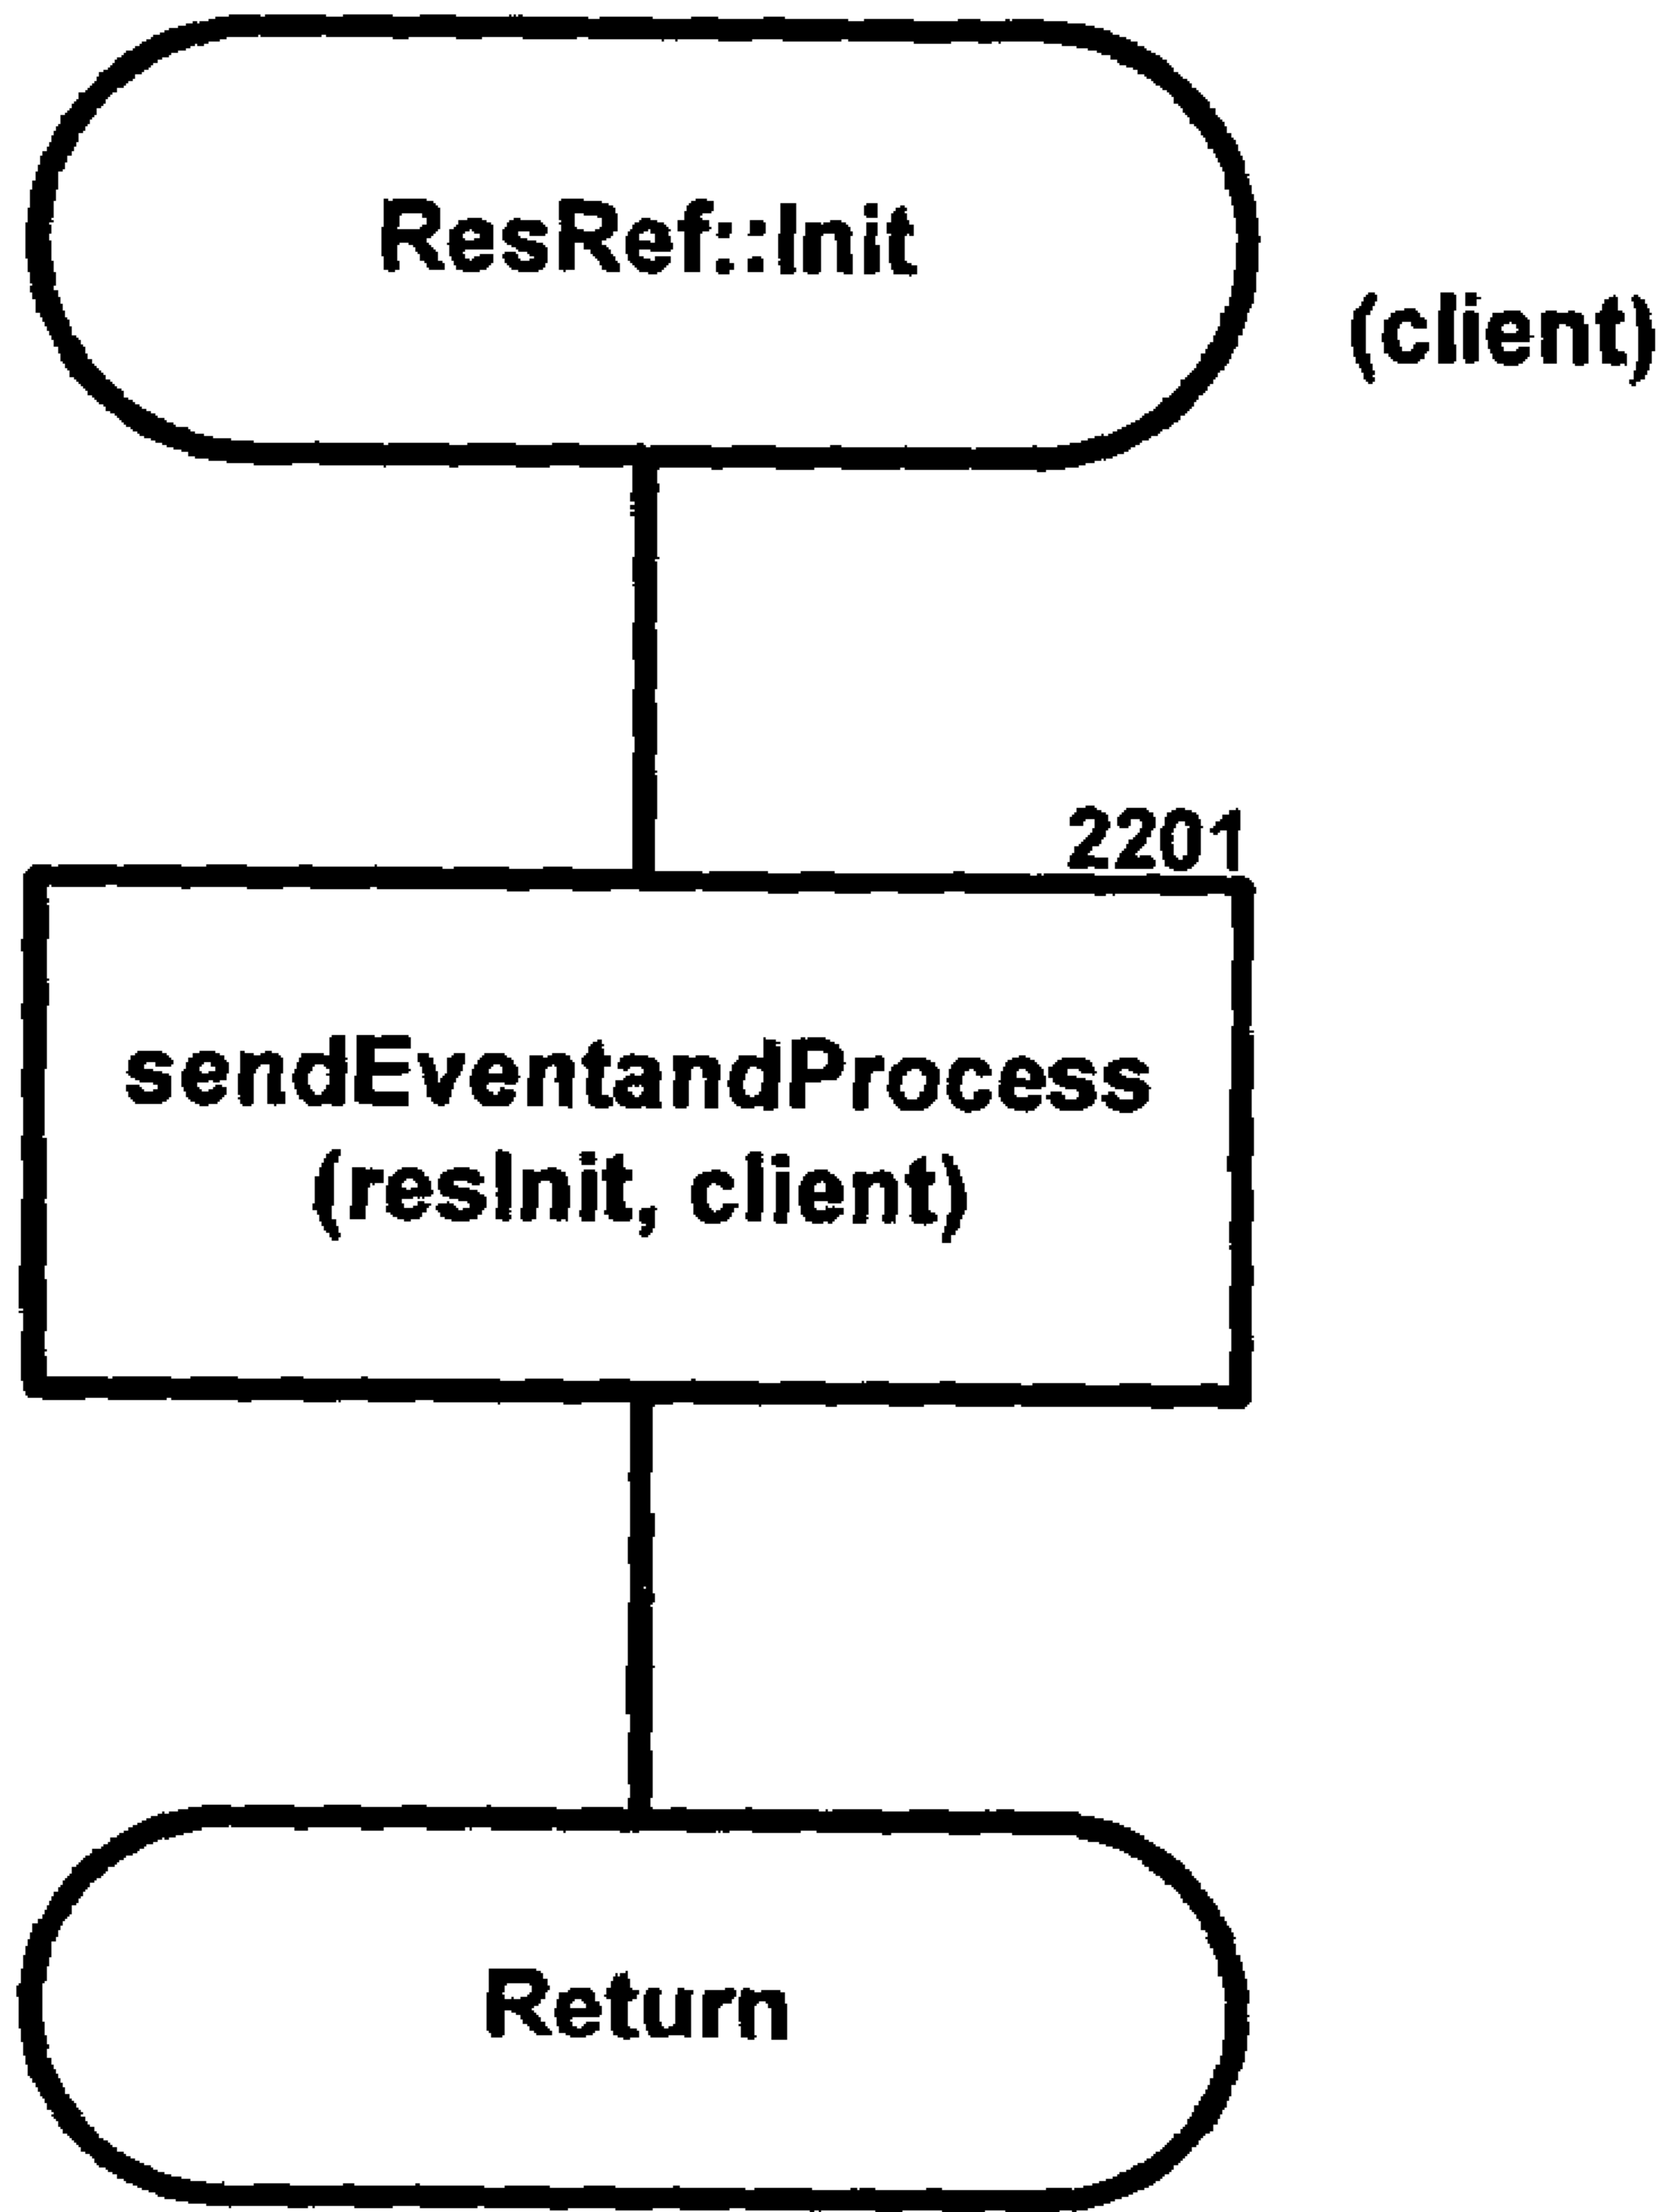 ResRef::Init
(client)
2201
sendEventandProcess
(resInit, client)
Return